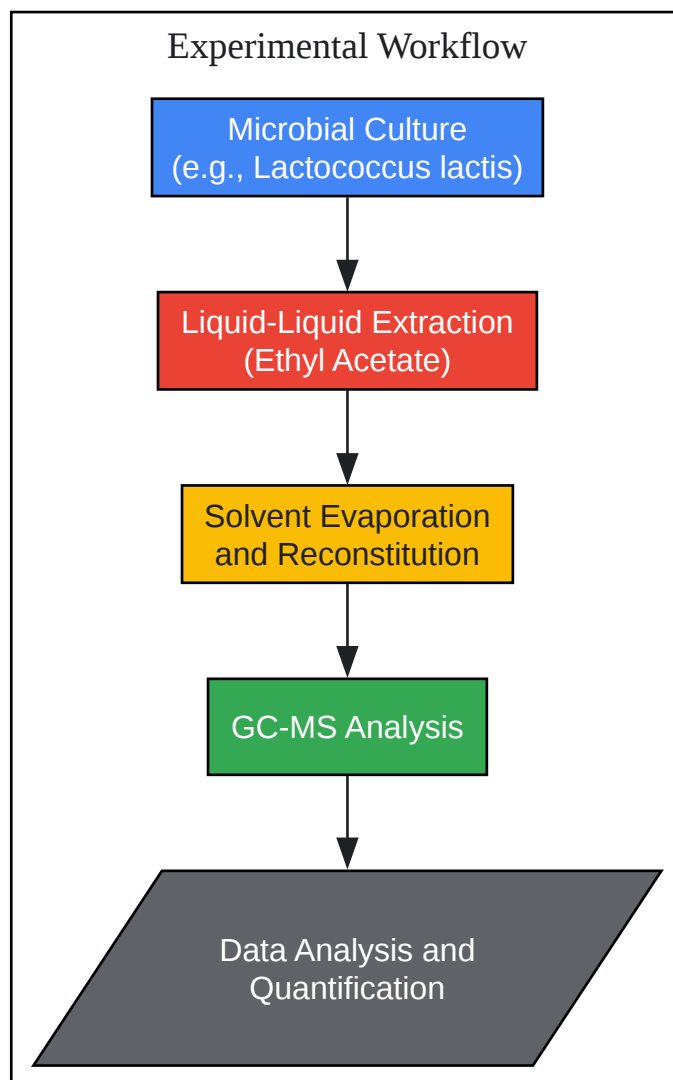 Experimental Workflow
Microbial Culture
(e.g., Lactococcus lactis)
Liquid-Liquid Extraction
(Ethyl Acetate)
Solvent Evaporation
and Reconstitution
GC-MS Analysis
Data Analysis and
Quantification